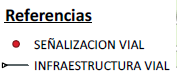 Referencias
SEÑALIZACION VIAL
INFRAESTRUCTURA VIAL